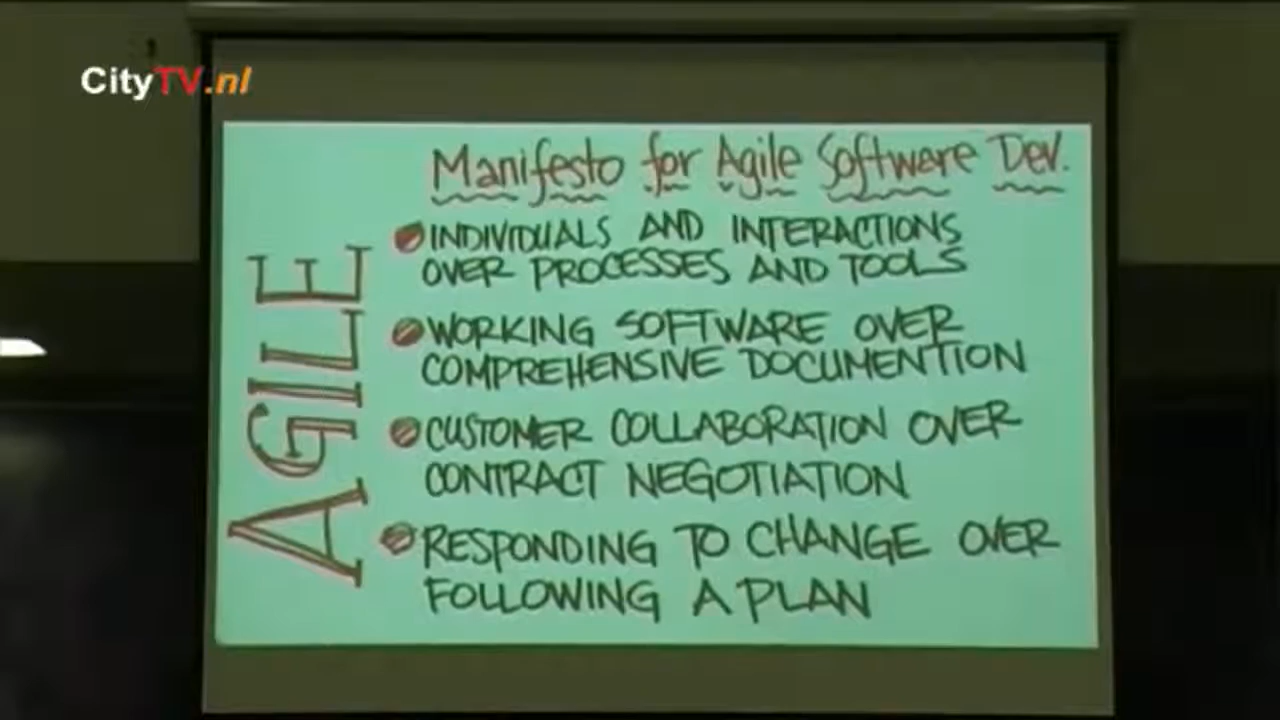 CityTV.nl
Manifesto for Agile Software Dev.
AGILE
INDIVIDUALS AND INTERACTIONS
OVER PROCESSES AND TOOLS
WORKING SOFTWARE OVER
COMPREHENSIVE DOCUMENTION
CUSTOMER COLLABORATION OVER
CONTRACT NEGOTIATION
RESPONDING TO CHANGE OVER
FOLLOWING A PLAN